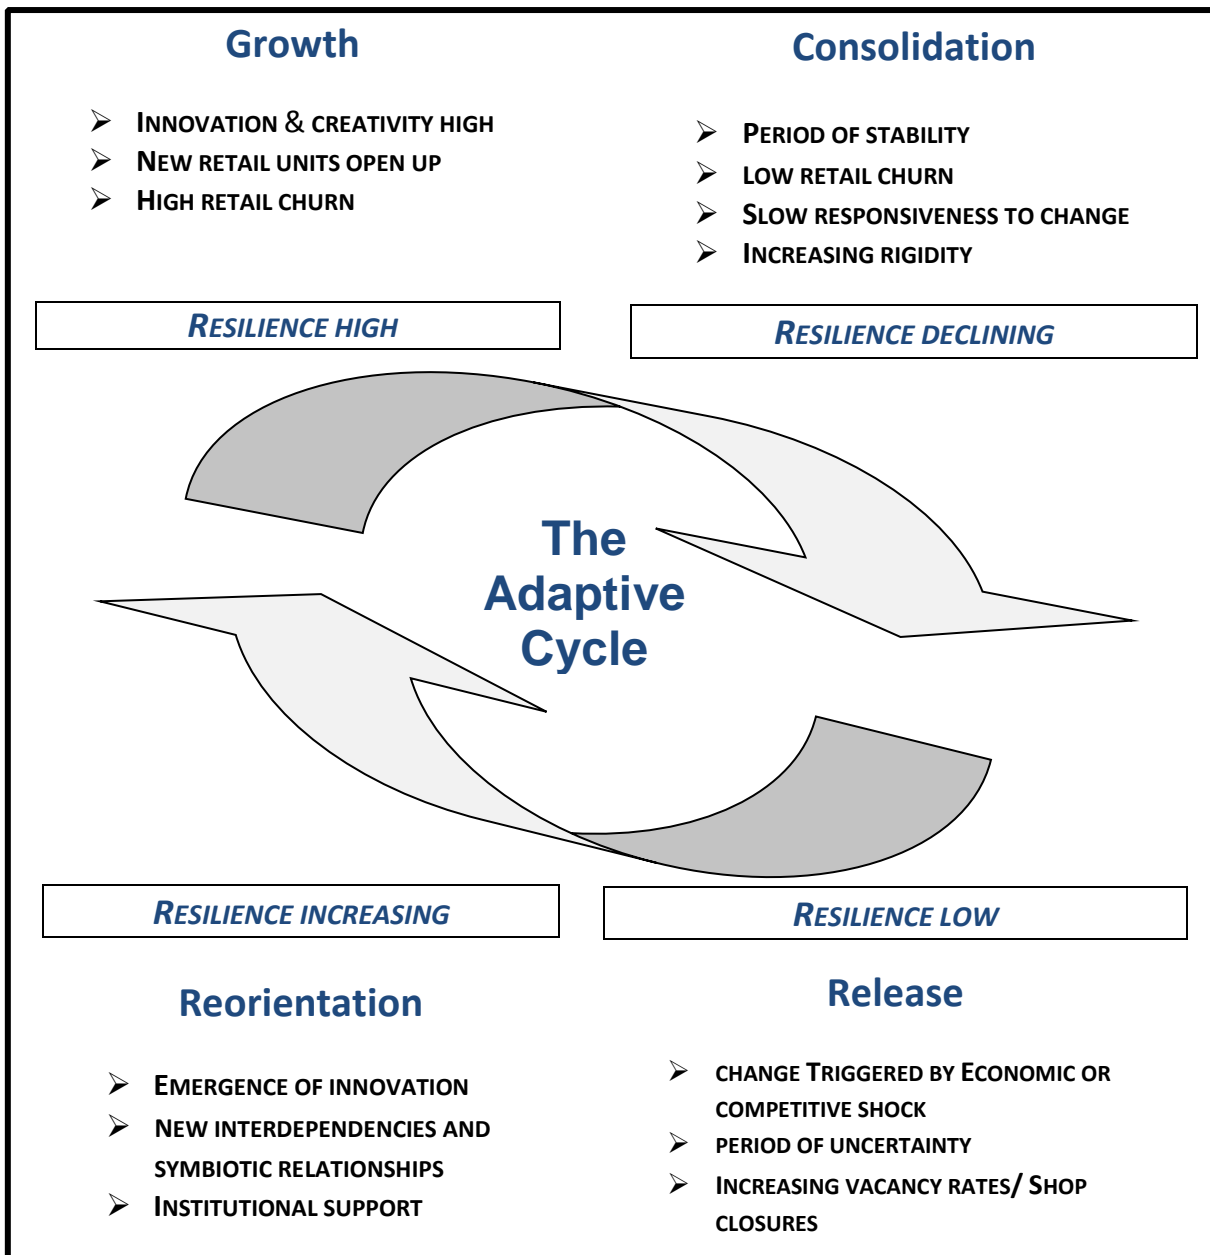 Growth
➢ INNOVATION & CREATIVITY HIGH
➢ NEW RETAIL UNITS OPEN UP
➢ HIGH RETAIL CHURN
Consolidation
➢ PERIOD OF STABILITY
➢ LOW RETAIL CHURN
➢ SLOW RESPONSIVENESS TO CHANGE
➢ INCREASING RIGIDITY
RESILIENCE HIGH
RESILIENCE DECLINING
The
Adaptive
Cycle
RESILIENCE INCREASING
RESILIENCE LOW
Reorientation
➢ EMERGENCE OF INNOVATION
➢ NEW INTERDEPENDENCIES AND
SYMBIOTIC RELATIONSHIPS
➢ INSTITUTIONAL SUPPORT
Release
➢ CHANGE TRIGGERED BY ECONOMIC OR
COMPETITIVE SHOCK
➢ PERIOD OF UNCERTAINTY
➢ INCREASING VACANCY RATES/ SHOP
CLOSURES